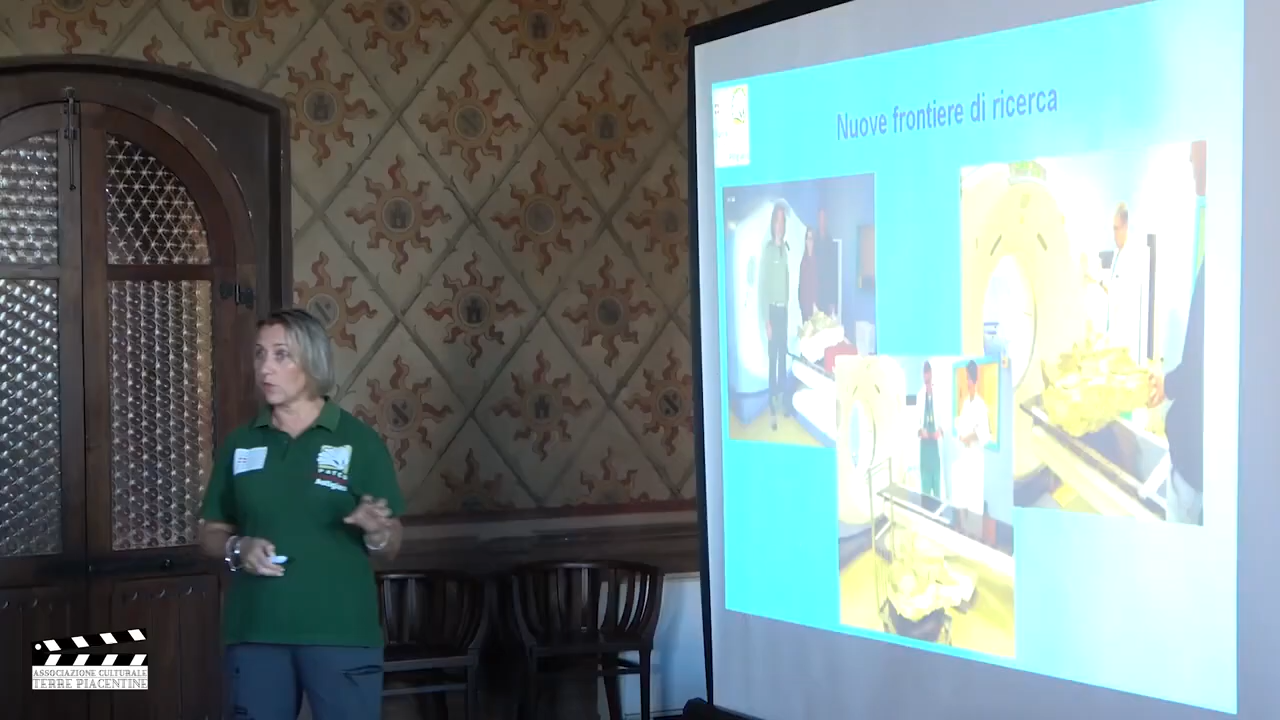 Nuove frontiere di ricerca
ASSOCIAZIONE CULTURALE
TERRE PIACENTINE